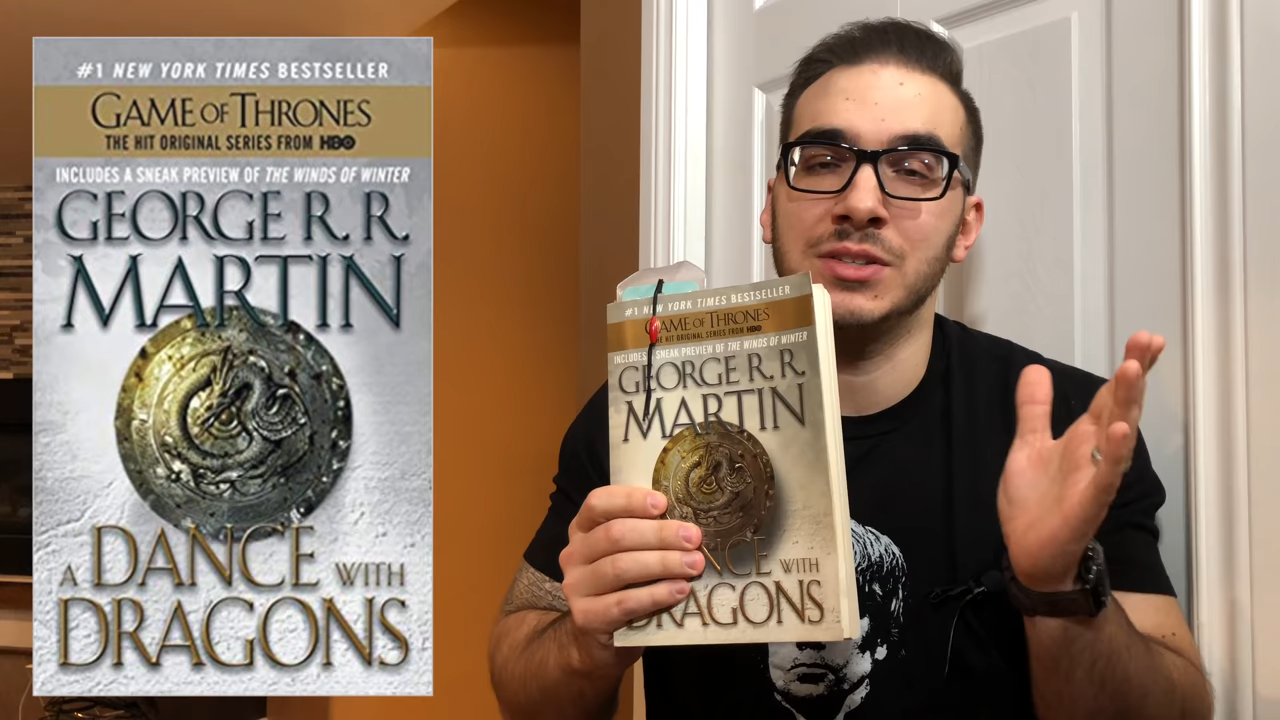 #1 NEW YORK TIMES BESTSELLER
GAME OF THRONES
THE HIT ORIGINAL SERIES FROM HBO
INCLUDES A SNEAK PREVIEW OF THE WINDS OF WINTER
GEORGE R. R.
MARTIN
A DANCE WITH
DRAGONS
#1 NEW YORK TIMES BESTSELLER
GAME OF THRONES
HIT ORIGINAL SERIES FROM HBO
INCLUDES SNEAK PREVIEW OF THE WINDS OF WINTER
GEORGE R. R.
MARTIN
DANCE WITH
DRAGONS